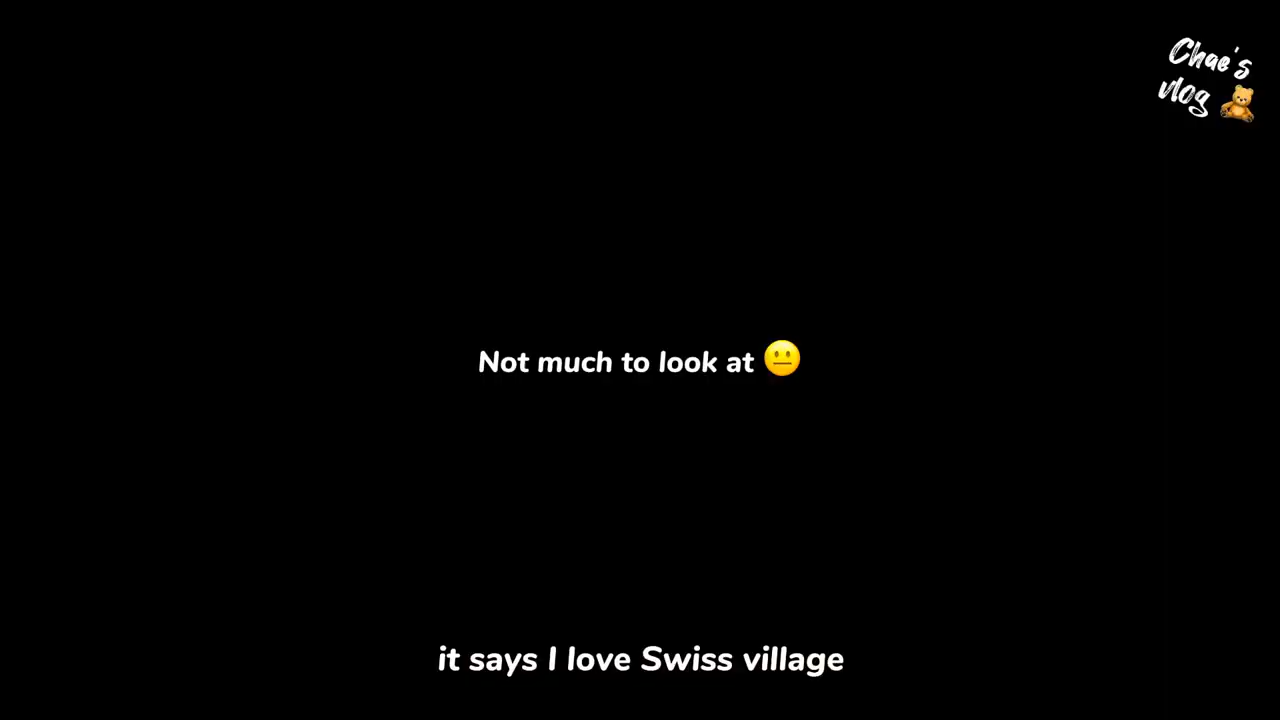 Chae's
vlog 🧸
Not much to look at 😐
it says I love Swiss village